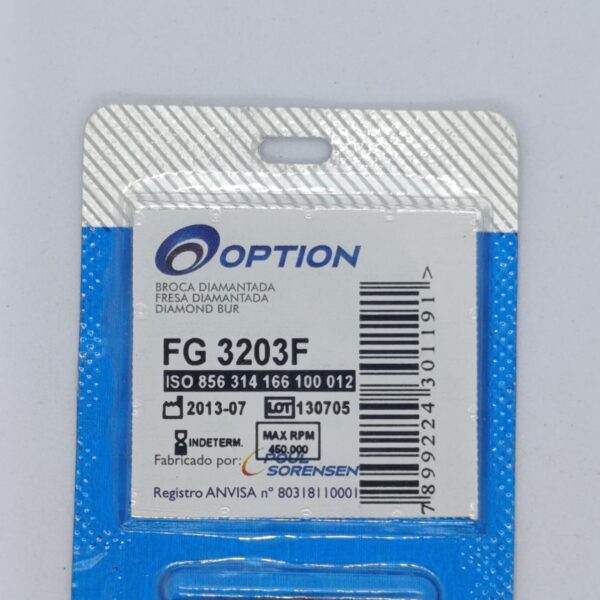 OPTION
BROCA DIAMANTADA
FRESA DIAMANTADA
DIAMOND BUR
FG 3203F
ISO 856 314 166 100 012
2013-07 LOT 130705
INDETERM. MAX RPM
450.000
Fabricado por: POUL
SORENSEN
Registro ANVISA nº 80318110001
7 899224 301191 >